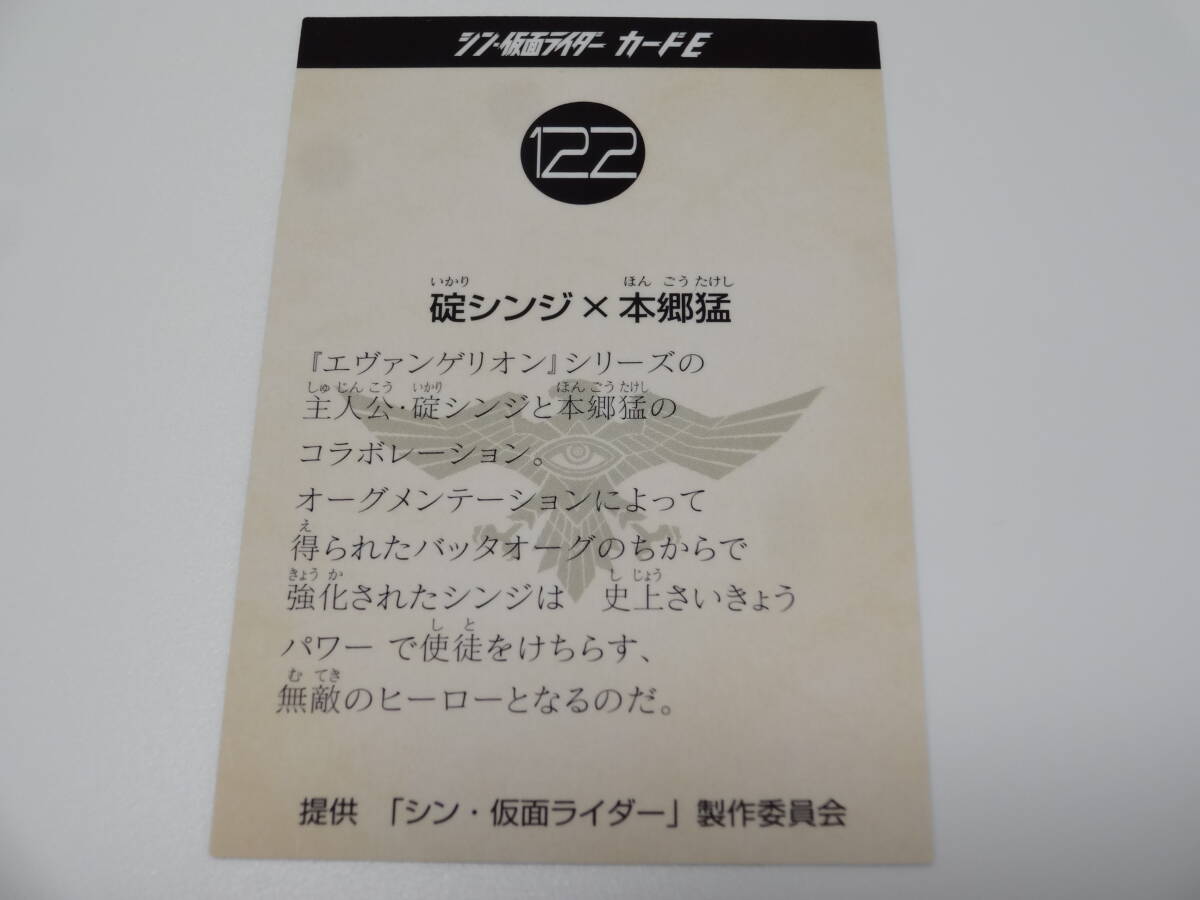 シン・仮面ライダー カードE
122
いかり ほん ごう たけし
碇シンジ×本郷猛
『エヴァンゲリオン』シリーズの
しゅ じん こう いかり ほん ごう たけし
主人公・碇シンジと本郷猛の
コラボレーション。
オーグメンテーションによって
え
得られたバッタオーグのちからで
きょう か し じょう
強化されたシンジは 史上さいきょう
し と
パワー で使徒をけちらす、
む てき
無敵のヒーローとなるのだ。
提供 「シン・仮面ライダー」製作委員会